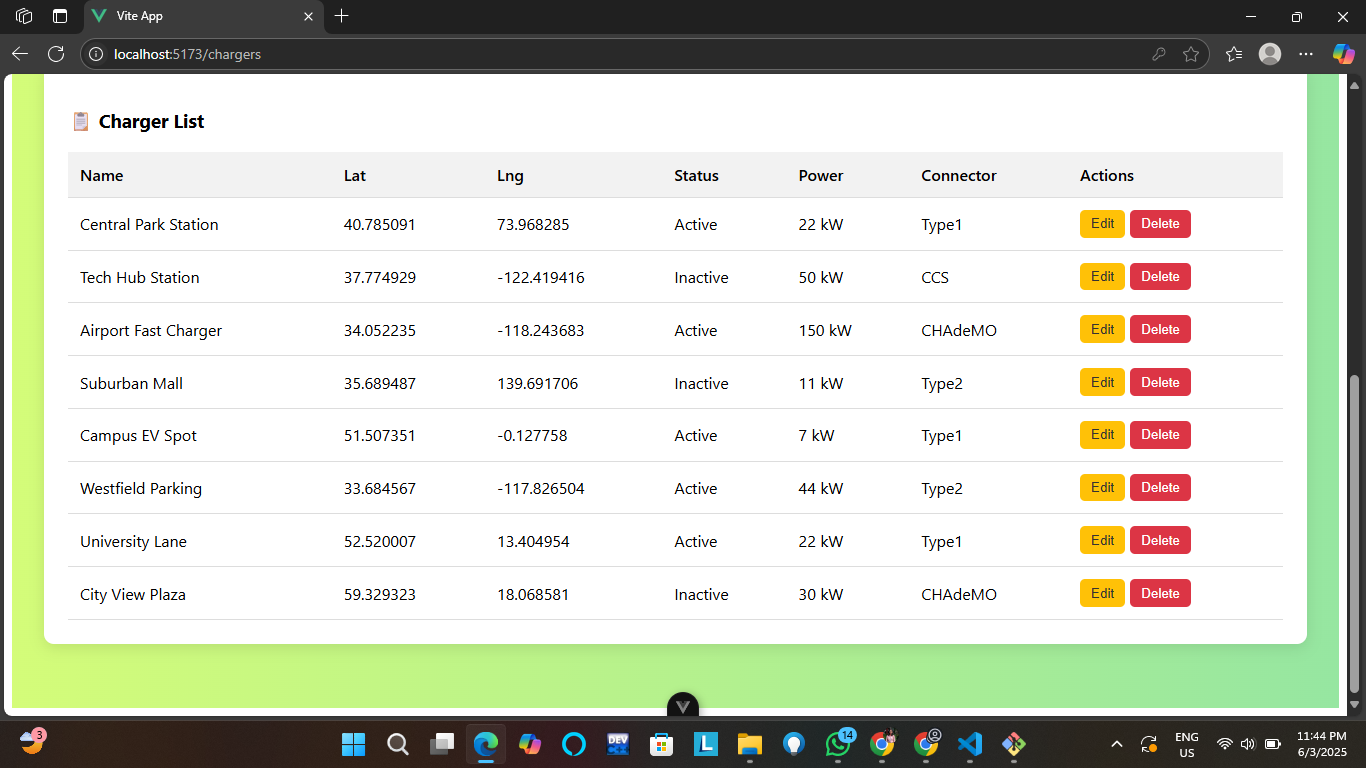 Vite App
localhost:5173/chargers
📋 Charger List
Name Lat Lng Status Power Connector Actions
Central Park Station 40.785091 73.968285 Active 22 kW Type1 Edit Delete
Tech Hub Station 37.774929 -122.419416 Inactive 50 kW CCS Edit Delete
Airport Fast Charger 34.052235 -118.243683 Active 150 kW CHAdeMO Edit Delete
Suburban Mall 35.689487 139.691706 Inactive 11 kW Type2 Edit Delete
Campus EV Spot 51.507351 -0.127758 Active 7 kW Type1 Edit Delete
Westfield Parking 33.684567 -117.826504 Active 44 kW Type2 Edit Delete
University Lane 52.520007 13.404954 Active 22 kW Type1 Edit Delete
City View Plaza 59.329323 18.068581 Inactive 30 kW CHAdeMO Edit Delete
3
DEV
L
14
ENG
US
11:44 PM
6/3/2025